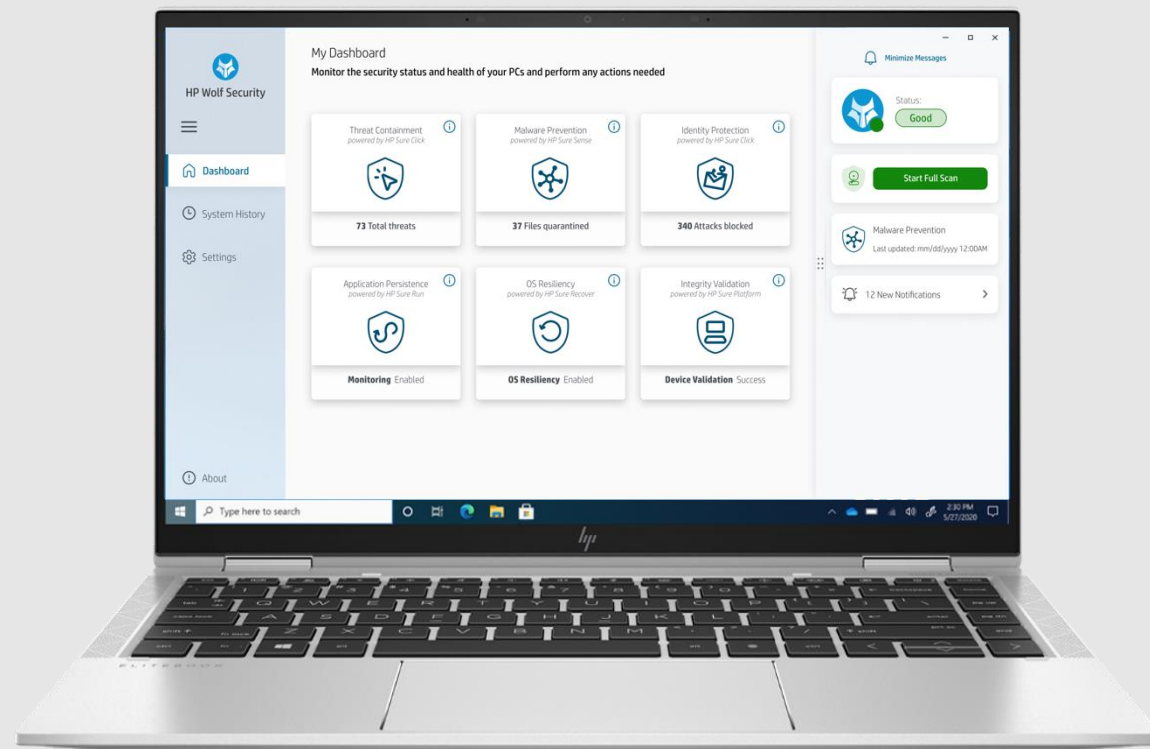 HP Wolf Security
Dashboard
System History
Settings
About
My Dashboard
Monitor the security status and health of your PCs and perform any actions needed
Threat Containment
powered by HP Sure Click
73 Total threats
Malware Prevention
powered by HP Sure Sense
37 Files quarantined
Identity Protection
powered by HP Sure Click
340 Attacks blocked
Application Persistence
powered by HP Sure Run
Monitoring Enabled
OS Resiliency
powered by HP Sure Recover
OS Resiliency Enabled
Integrity Validation
powered by HP Sure Platform
Device Validation Success
Minimize Messages
Status:
Good
Start Full Scan
Malware Prevention
Last updated: mm/dd/yyyy 12:00AM
12 New Notifications
Type here to search
2:30 PM
5/27/2020
hp
tab Q W E R T Y U I O P
A S D F G H J K L
Z X C V B N M
ELITEBOOK